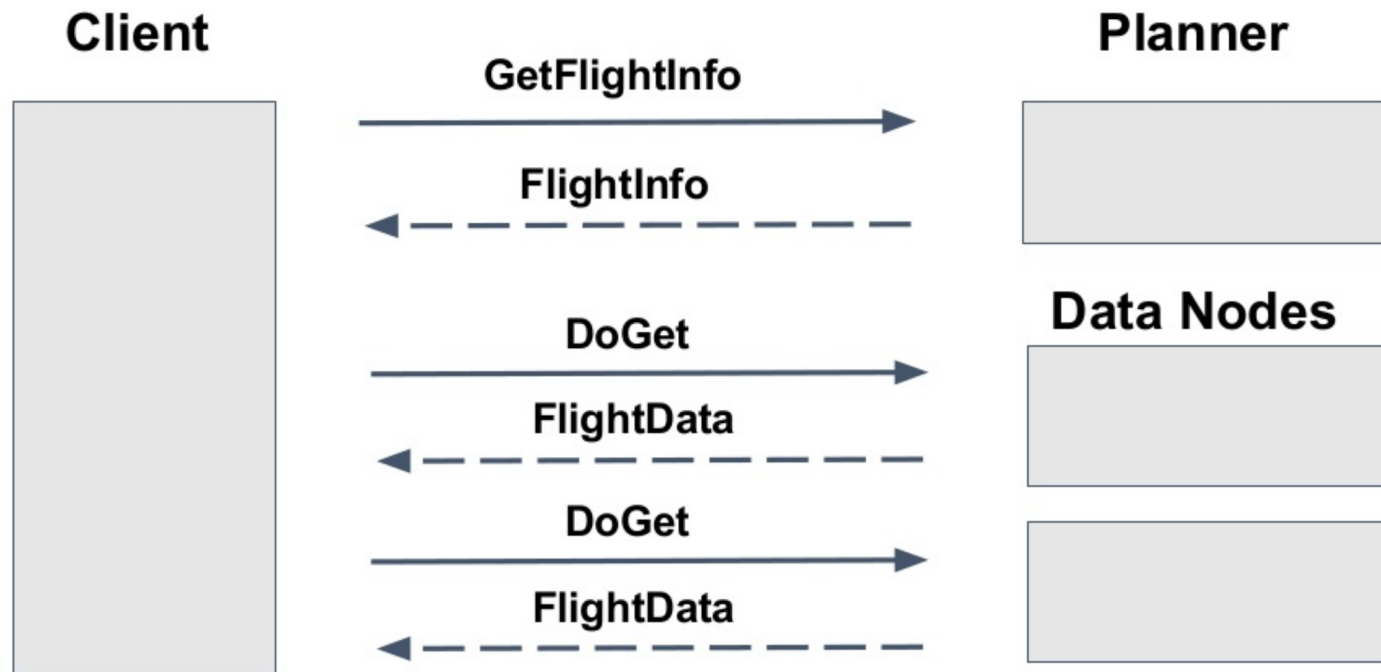 Client
Planner
GetFlightInfo
FlightInfo
Data Nodes
DoGet
FlightData
DoGet
FlightData